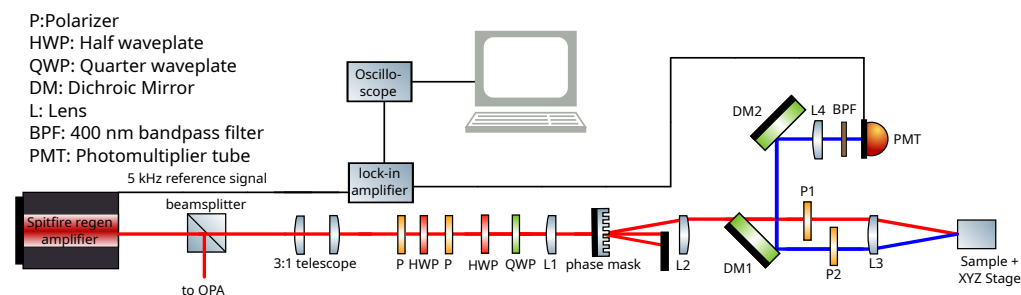 P:Polarizer
HWP: Half waveplate
QWP: Quarter waveplate
DM: Dichroic Mirror
L: Lens
BPF: 400 nm bandpass filter
PMT: Photomultiplier tube
Oscillo-
scope
lock-in
amplifier
5 kHz reference signal
beamsplitter
Spitfire regen
amplifier
to OPA
3:1 telescope
P
HWP
P
HWP
QWP
L1
phase mask
L2
DM1
DM2
L4
BPF
PMT
P1
P2
L3
Sample +
XYZ Stage